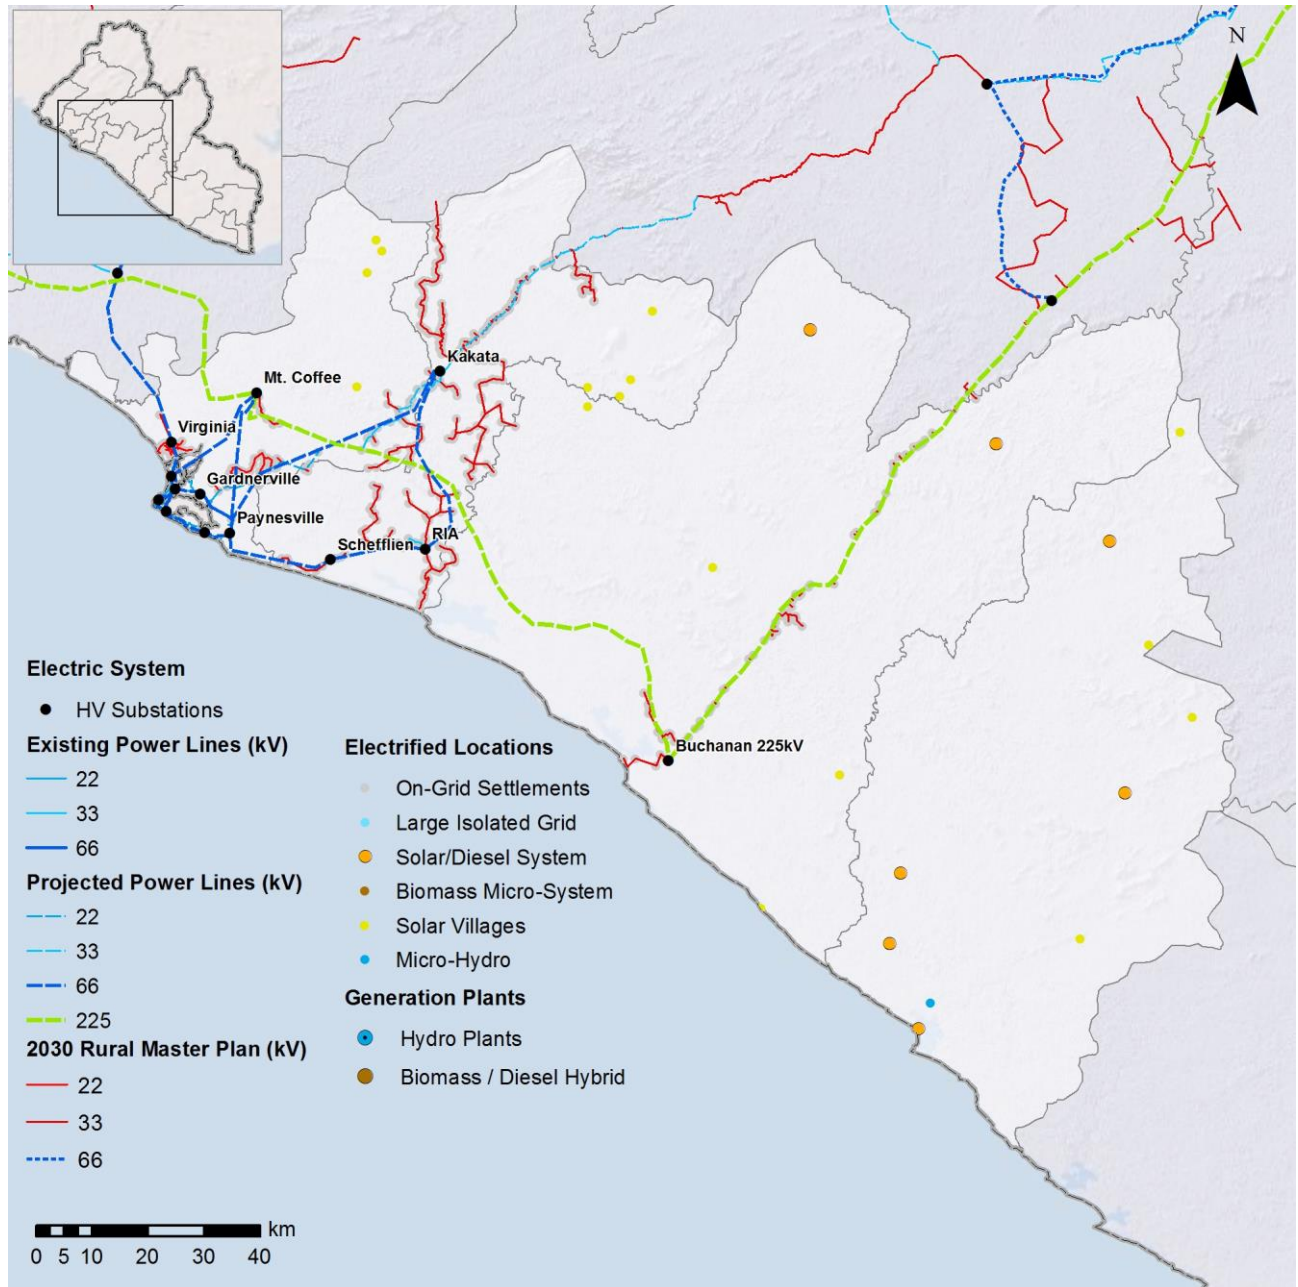 N
Kakata
Mt. Coffee
Virginia
Gardnerville
Paynesville
Schefflien
RIA
Buchanan 225kV
Electric System
HV Substations
Existing Power Lines (kV)
22
33
66
Projected Power Lines (kV)
22
33
66
225
2030 Rural Master Plan (kV)
22
33
66
Electrified Locations
On-Grid Settlements
Large Isolated Grid
Solar/Diesel System
Biomass Micro-System
Solar Villages
Micro-Hydro
Generation Plants
Hydro Plants
Biomass / Diesel Hybrid
km
0 5 10 20 30 40